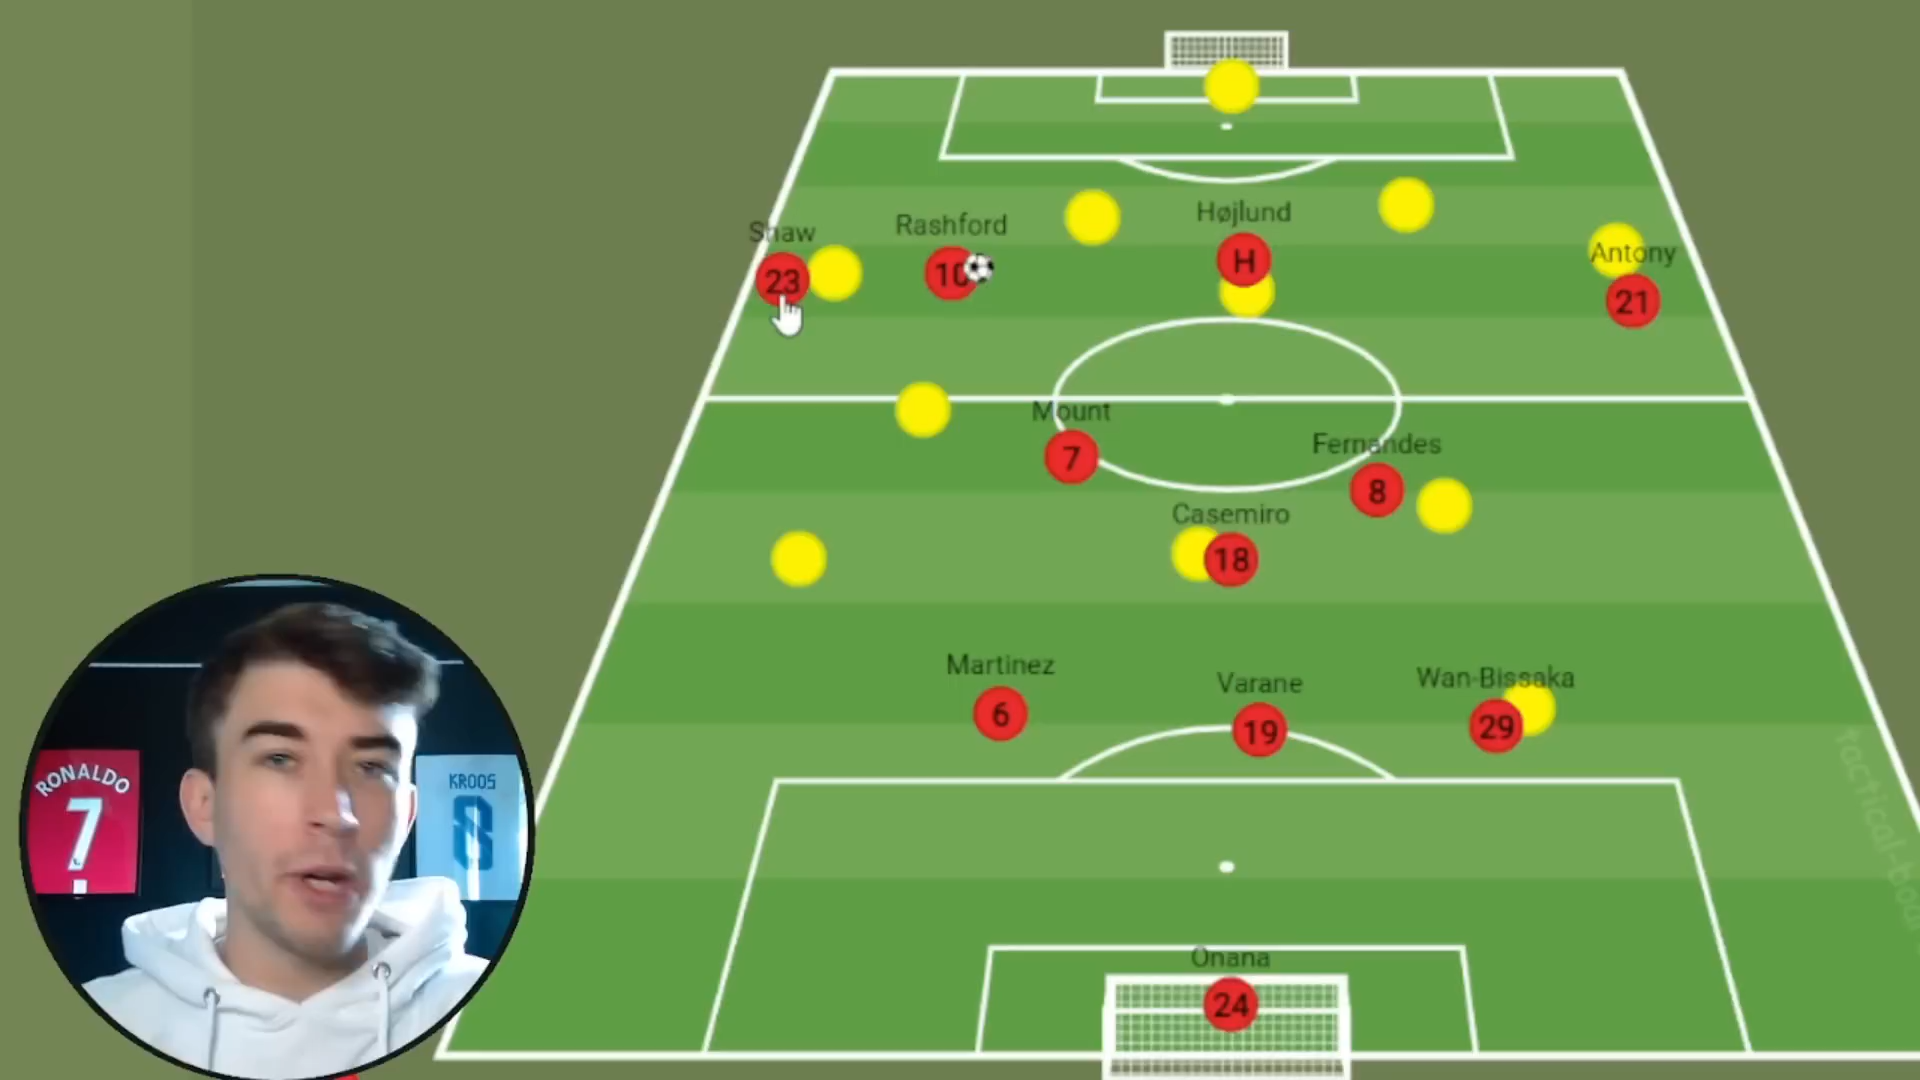 Shaw
23
Rashford
10
Højlund
H
Antony
21
Mount
7
Fernandes
8
Casemiro
18
Martinez
6
Varane
19
Wan-Bissaka
29
Onana
24
RONALDO
7
KROOS
8